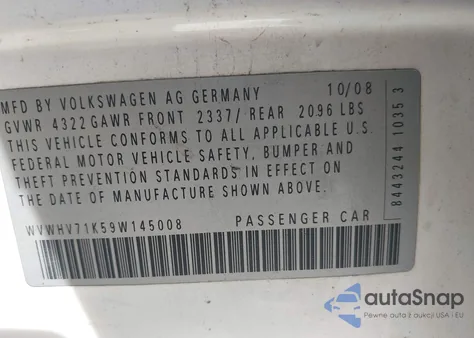 MFD BY VOLKSWAGEN AG GERMANY 10/08
GVWR 4322 GAWR FRONT 2337/ REAR 2096 LBS
THIS VEHICLE CONFORMS TO ALL APPLICABLE U.S.
FEDERAL MOTOR VEHICLE SAFETY, BUMPER AND
THEFT PREVENTION STANDARDS IN EFFECT ON
THE DATE OF MANUFACTURE SHOWN ABOVE.
WVWHV71K59W145008 PASSENGER CAR
8443244 1035 3
autoSnap
Pewne auta z aukcji USA i EU